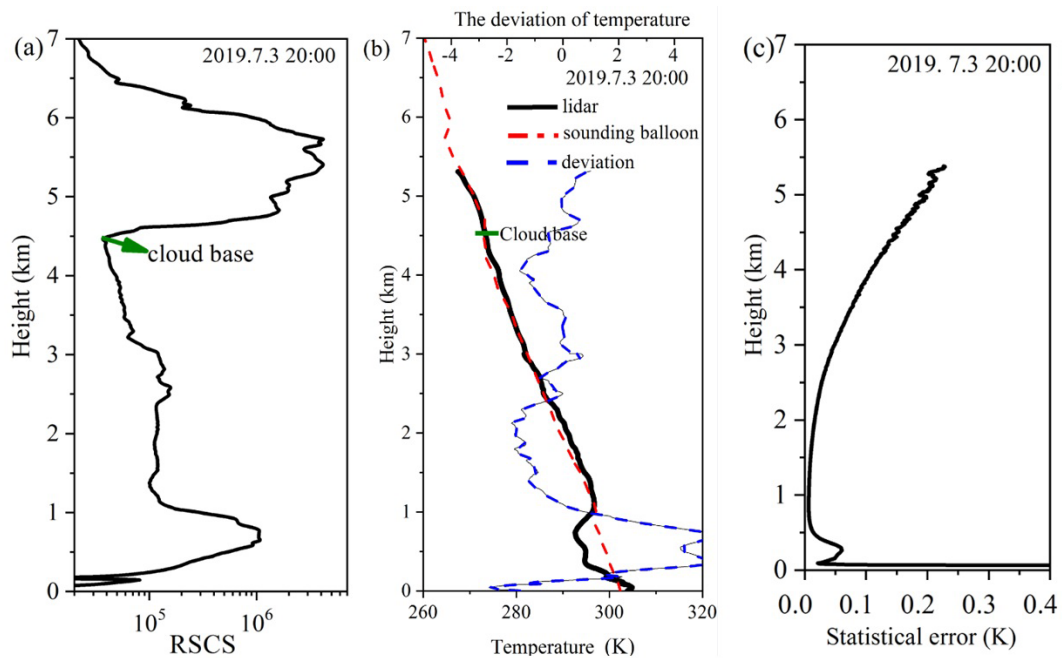 (a)
2019.7.3 20:00
7
6
5
4
3
2
1
0
Height (km)
cloud base
10⁵ 10⁶
RSCS
The deviation of temperature
(b)
-4 -2 0 2 4
2019.7.3 20:00
lidar
sounding balloon
deviation
7
6
5
4
3
2
1
0
Height (km)
Cloud base
260 280 300 320
Temperature (K)
(c)
2019. 7.3 20:00
7
6
5
4
3
2
1
0
Height (km)
0.0 0.1 0.2 0.3 0.4
Statistical error (K)